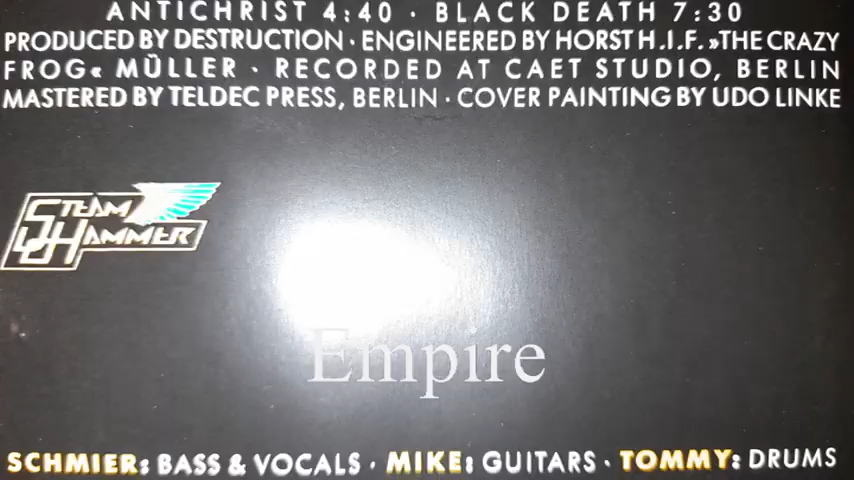 ANTICHRIST 4:40 · BLACK DEATH 7:30
PRODUCED BY DESTRUCTION · ENGINEERED BY HORST H.I.F. »THE CRAZY
FROG« MÜLLER · RECORDED AT CAET STUDIO, BERLIN
MASTERED BY TELDEC PRESS, BERLIN · COVER PAINTING BY UDO LINKE
STEAM
HAMMER
Empire
SCHMIER: BASS & VOCALS · MIKE: GUITARS · TOMMY: DRUMS